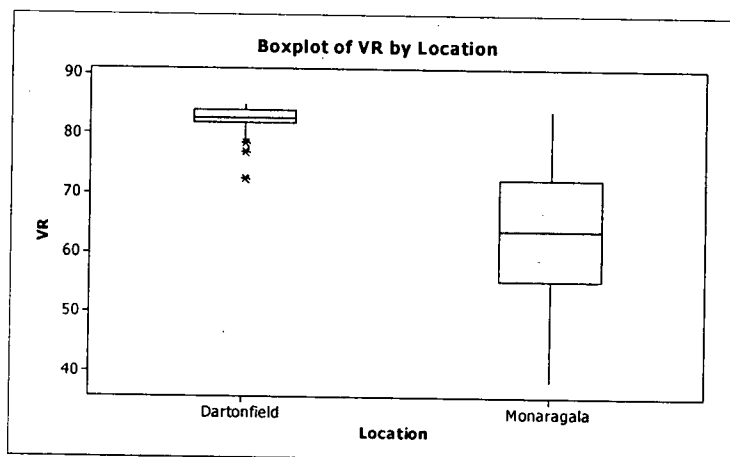 Boxplot of VR by Location
90
80
70
60
50
40
VR
Dartonfield
Monaragala
Location